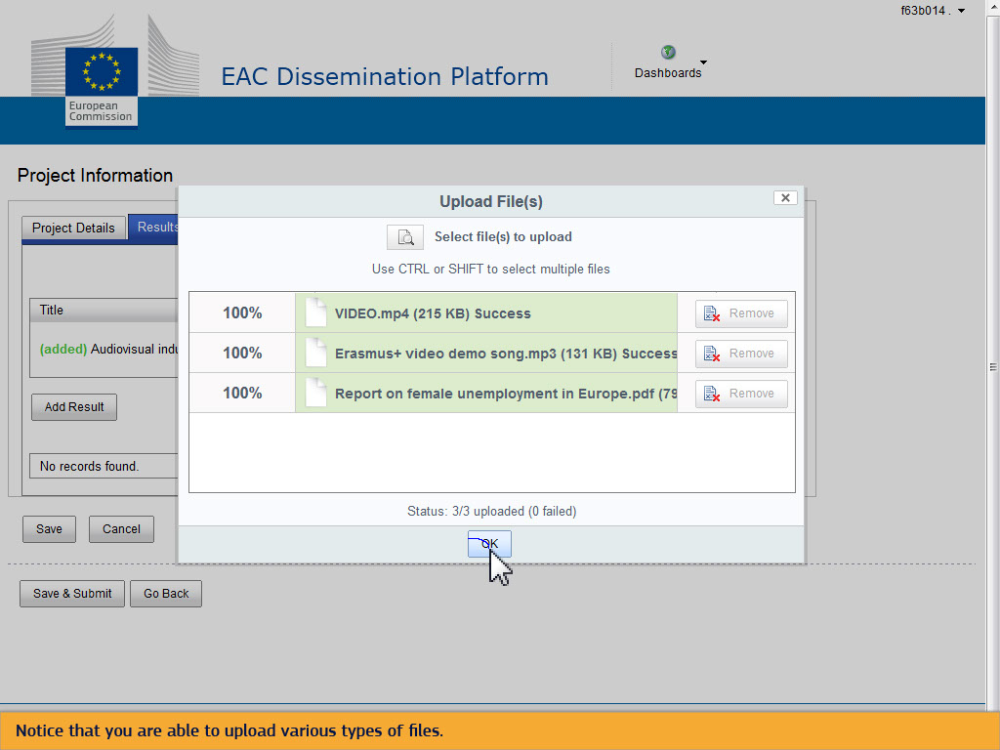 f63b014 .
EAC Dissemination Platform
Dashboards
European
Commission
Project Information
Upload File(s)
Project Details
Results
Select file(s) to upload
Use CTRL or SHIFT to select multiple files
Title
100% VIDEO.mp4 (215 KB) Success Remove
(added) Audiovisual indu
100% Erasmus+ video demo song.mp3 (131 KB) Success Remove
100% Report on female unemployment in Europe.pdf (79 Remove
Add Result
No records found.
Status: 3/3 uploaded (0 failed)
Save Cancel
OK
Save & Submit Go Back
Notice that you are able to upload various types of files.